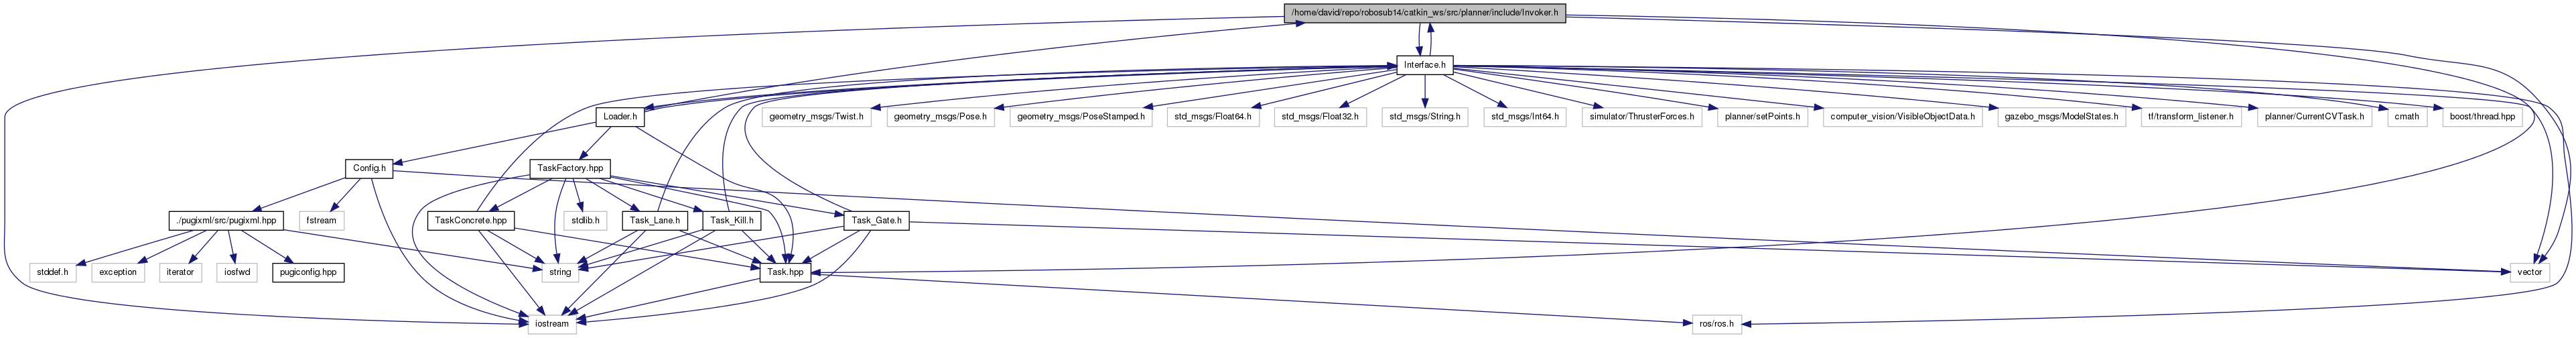 /home/david/repo/robosub14/catkin_ws/src/planner/include/Invoker.h
Interface.h
Loader.h
geometry_msgs/Twist.h
geometry_msgs/Pose.h
geometry_msgs/PoseStamped.h
std_msgs/Float64.h
std_msgs/Float32.h
std_msgs/String.h
std_msgs/Int64.h
simulator/ThrusterForces.h
planner/setPoints.h
computer_vision/VisibleObjectData.h
gazebo_msgs/ModelStates.h
tf/transform_listener.h
planner/CurrentCVTask.h
cmath
boost/thread.hpp
Config.h
TaskFactory.hpp
./pugixml/src/pugixml.hpp
fstream
TaskConcrete.hpp
stdlib.h
Task_Lane.h
Task_Kill.h
Task_Gate.h
stddef.h
exception
iterator
iosfwd
pugiconfig.hpp
string
Task.hpp
vector
iostream
ros/ros.h